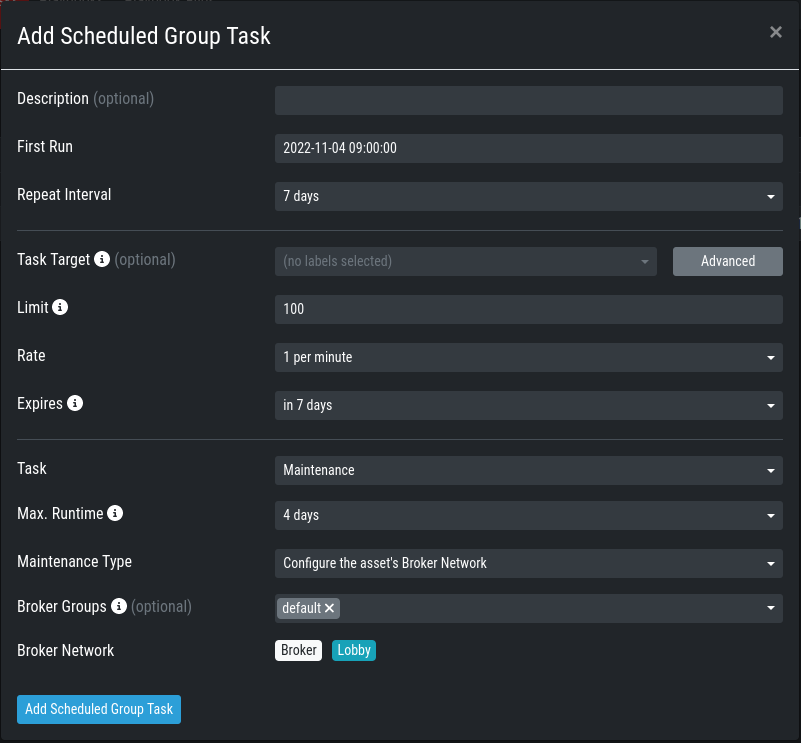 Add Scheduled Group Task ×
Description (optional)
First Run 2022-11-04 09:00:00
Repeat Interval 7 days
Task Target i (optional) (no labels selected) Advanced
Limit i 100
Rate 1 per minute
Expires i in 7 days
Task Maintenance
Max. Runtime i 4 days
Maintenance Type Configure the asset's Broker Network
Broker Groups i (optional) default ×
Broker Network Broker Lobby
Add Scheduled Group Task